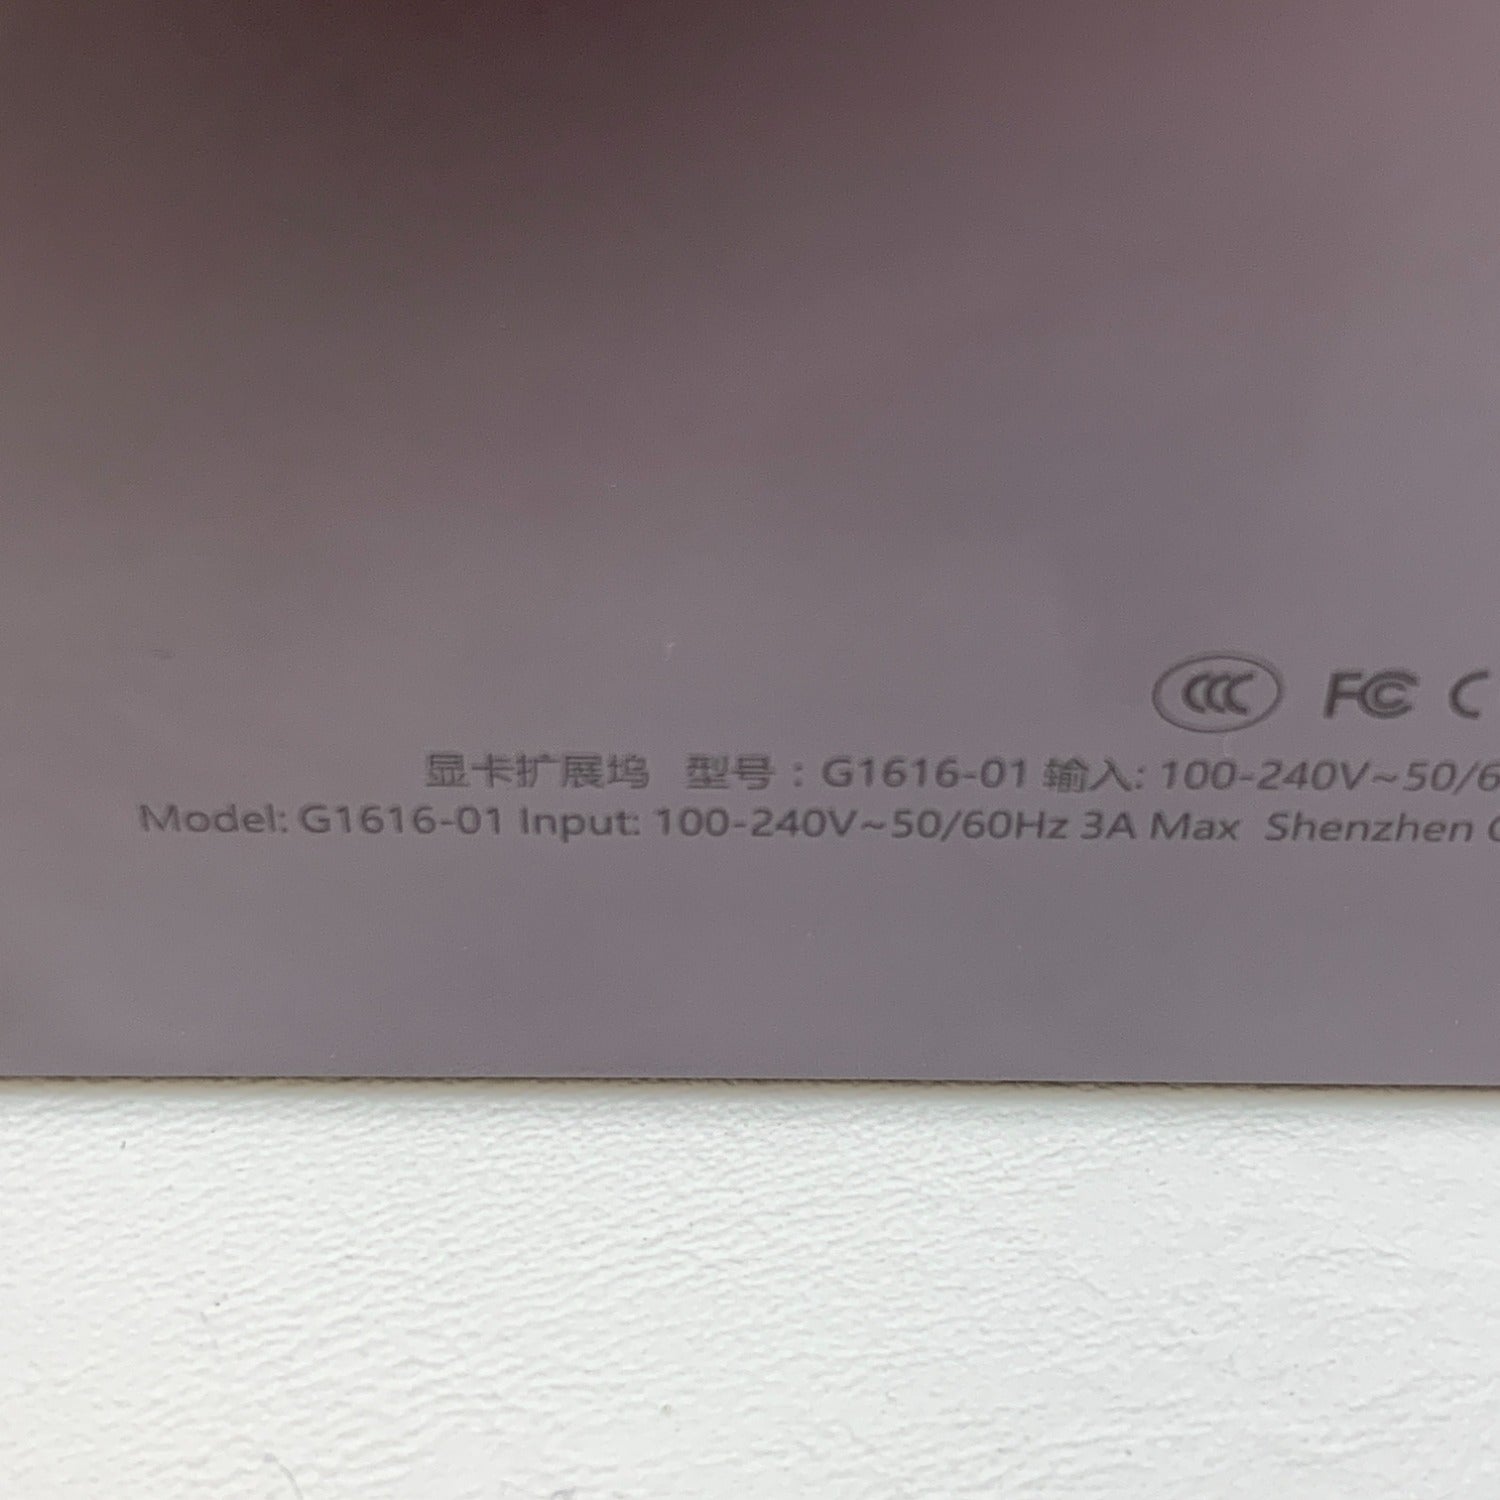 CCC FC C
显卡扩展坞 型号：G1616-01 输入: 100-240V~50/6
Model: G1616-01 Input: 100-240V~50/60Hz 3A Max Shenzhen